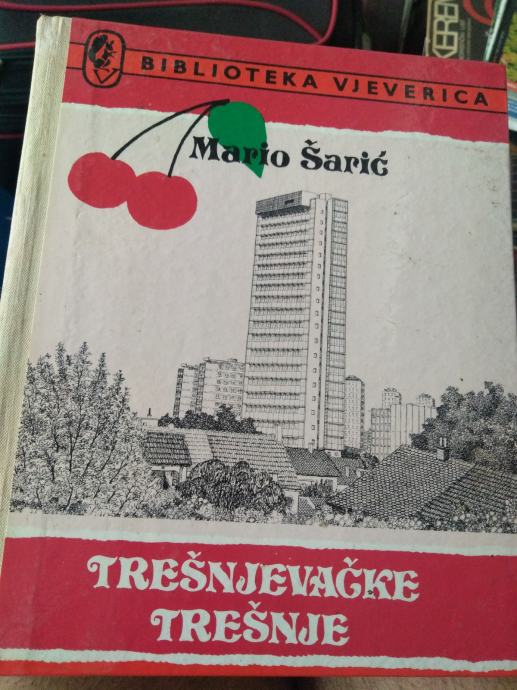 BIBLIOTEKA VJEVERICA
Mario Šarić
TREŠNJEVAČKE
TREŠNJE